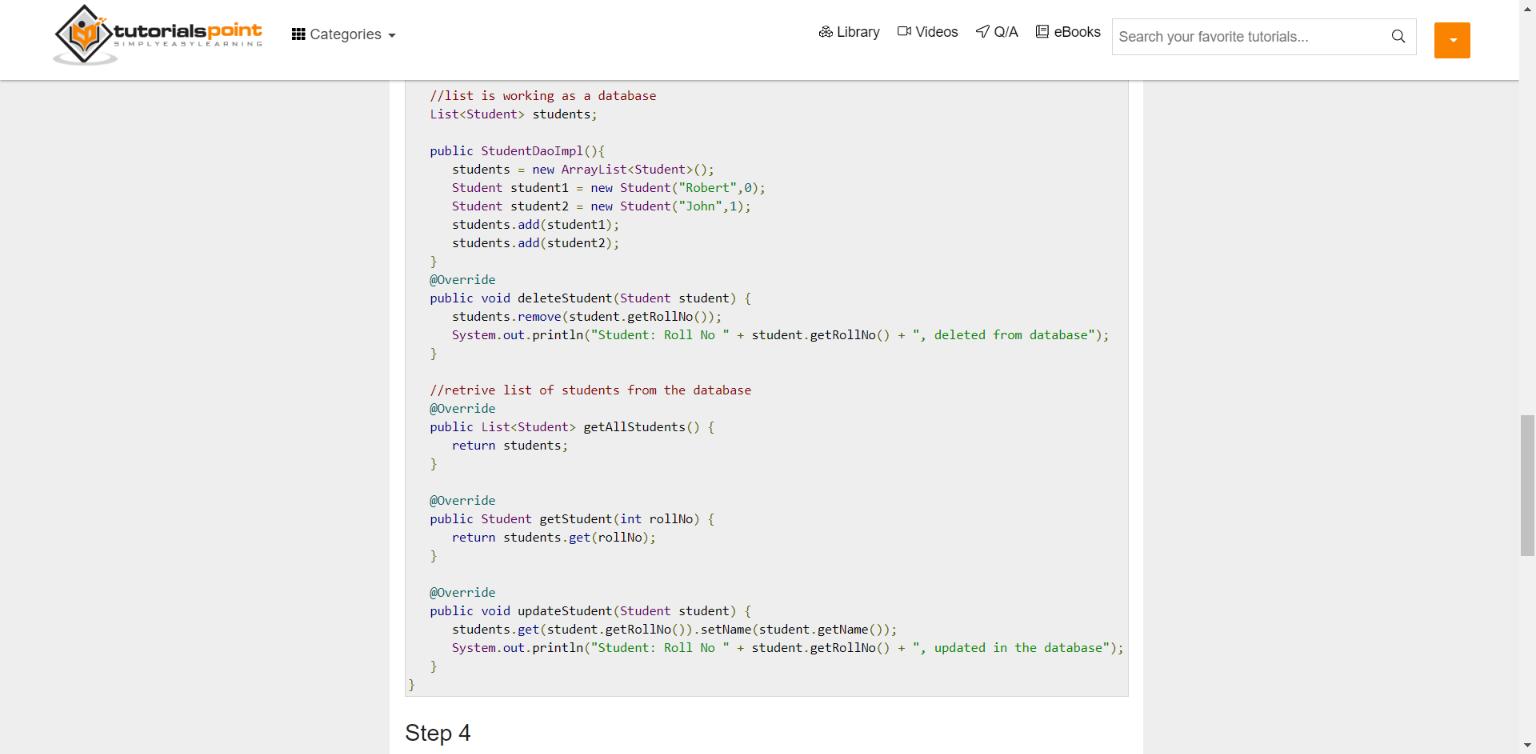 tutorialspoint
SIMPLYEASYLEARNING
Categories
Library
Videos
Q/A
eBooks
Search your favorite tutorials...
//list is working as a database
List<Student> students;
public StudentDaoImpl(){
students = new ArrayList<Student>();
Student student1 = new Student("Robert",0);
Student student2 = new Student("John",1);
students.add(student1);
students.add(student2);
}
@Override
public void deleteStudent(Student student) {
students.remove(student.getRollNo());
System.out.println("Student: Roll No " + student.getRollNo() + ", deleted from database");
}
//retrive list of students from the database
@Override
public List<Student> getAllStudents() {
return students;
}
@Override
public Student getStudent(int rollNo) {
return students.get(rollNo);
}
@Override
public void updateStudent(Student student) {
students.get(student.getRollNo()).setName(student.getName());
System.out.println("Student: Roll No " + student.getRollNo() + ", updated in the database");
}
}
Step 4